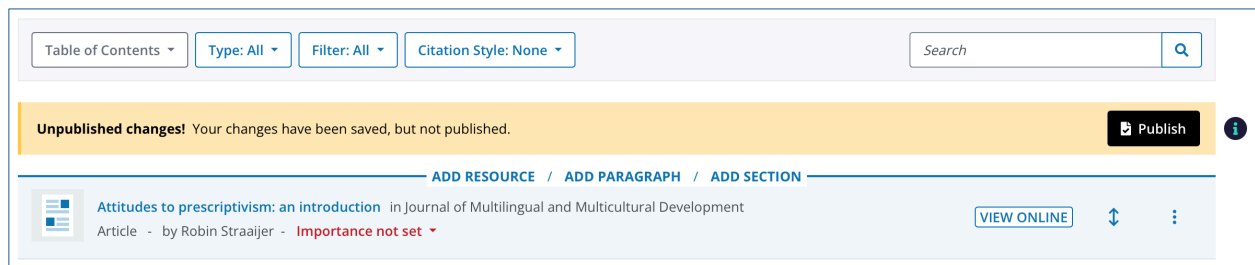 Table of Contents Type: All Filter: All Citation Style: None Search
Unpublished changes! Your changes have been saved, but not published. Publish
ADD RESOURCE / ADD PARAGRAPH / ADD SECTION
Attitudes to prescriptivism: an introduction in Journal of Multilingual and Multicultural Development
VIEW ONLINE
Article - by Robin Straaijer - Importance not set